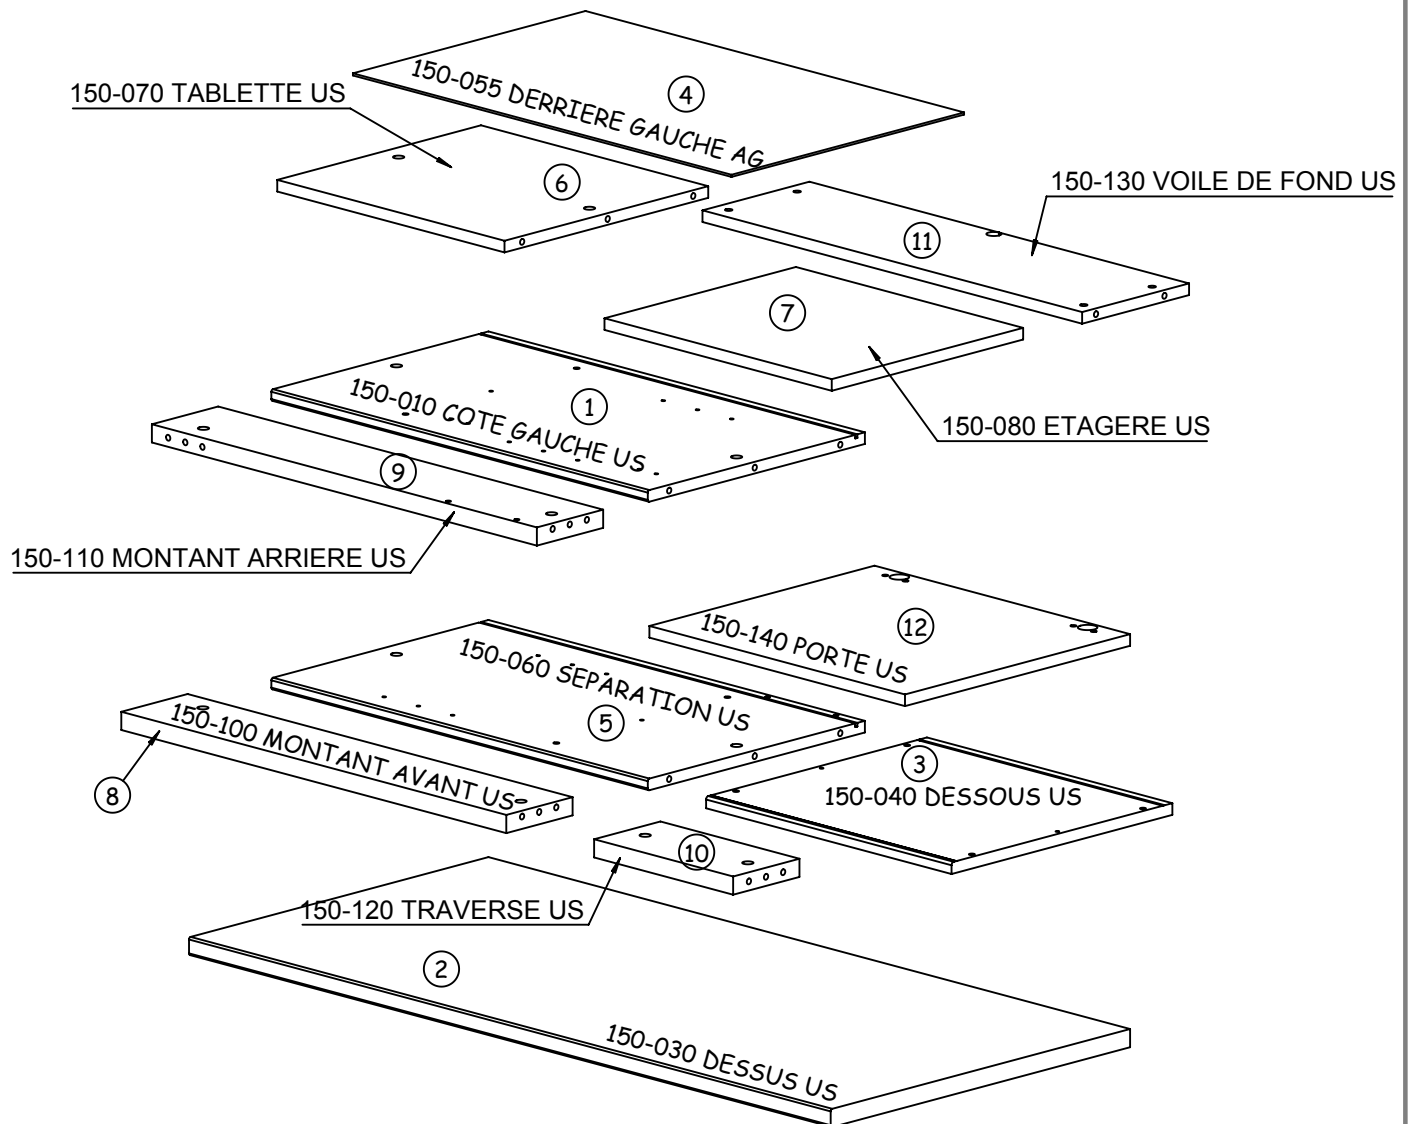 150-055 DERRIERE GAUCHE AG
4
150-070 TABLETTE US
6
150-130 VOILE DE FOND US
11
7
150-080 ETAGERE US
150-010 COTE GAUCHE US
1
9
150-110 MONTANT ARRIERE US
12
150-140 PORTE US
150-060 SEPARATION US
5
150-100 MONTANT AVANT US
8
3
150-040 DESSOUS US
10
150-120 TRAVERSE US
2
150-030 DESSUS US